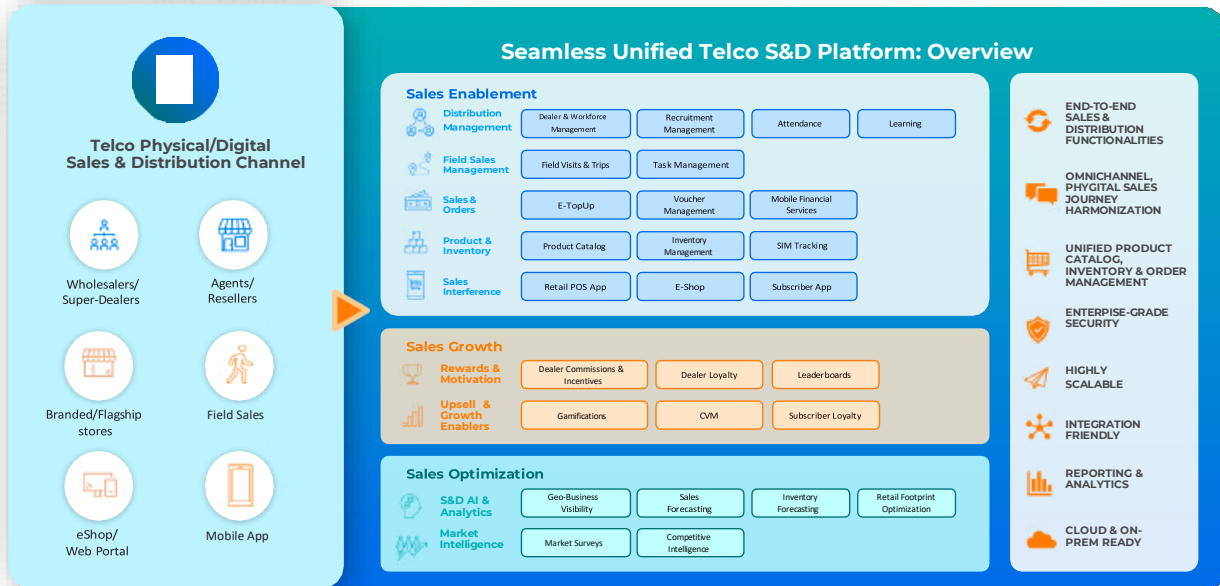 Seamless Unified Telco S&D Platform: Overview
Telco Physical/Digital
Sales & Distribution Channel
Wholesalers/
Super-Dealers
Agents/
Resellers
Branded/Flagship
stores
Field Sales
eShop/
Web Portal
Mobile App
Sales Enablement
Distribution
Management
Dealer & Workforce
Management
Recruitment
Management
Attendance
Learning
Field Sales
Management
Field Visits & Trips
Task Management
Sales &
Orders
E-TopUp
Voucher
Management
Mobile Financial
Services
Product &
Inventory
Product Catalog
Inventory
Management
SIM Tracking
Sales
Interference
Retail POS App
E-Shop
Subscriber App
Sales Growth
Rewards &
Motivation
Dealer Commissions &
Incentives
Dealer Loyalty
Leaderboards
Upsell &
Growth
Enablers
Gamifications
CVM
Subscriber Loyalty
Sales Optimization
S&D AI &
Analytics
Geo-Business
Visibility
Sales
Forecasting
Inventory
Forecasting
Retail Footprint
Optimization
Market
Intelligence
Market Surveys
Competitive
Intelligence
END-TO-END
SALES &
DISTRIBUTION
FUNCTIONALITIES
OMNICHANNEL,
PHYGITAL SALES
JOURNEY
HARMONIZATION
UNIFIED PRODUCT
CATALOG,
INVENTORY & ORDER
MANAGEMENT
ENTERPISE-GRADE
SECURITY
HIGHLY
SCALABLE
INTEGRATION
FRIENDLY
REPORTING &
ANALYTICS
CLOUD & ON-
PREM READY